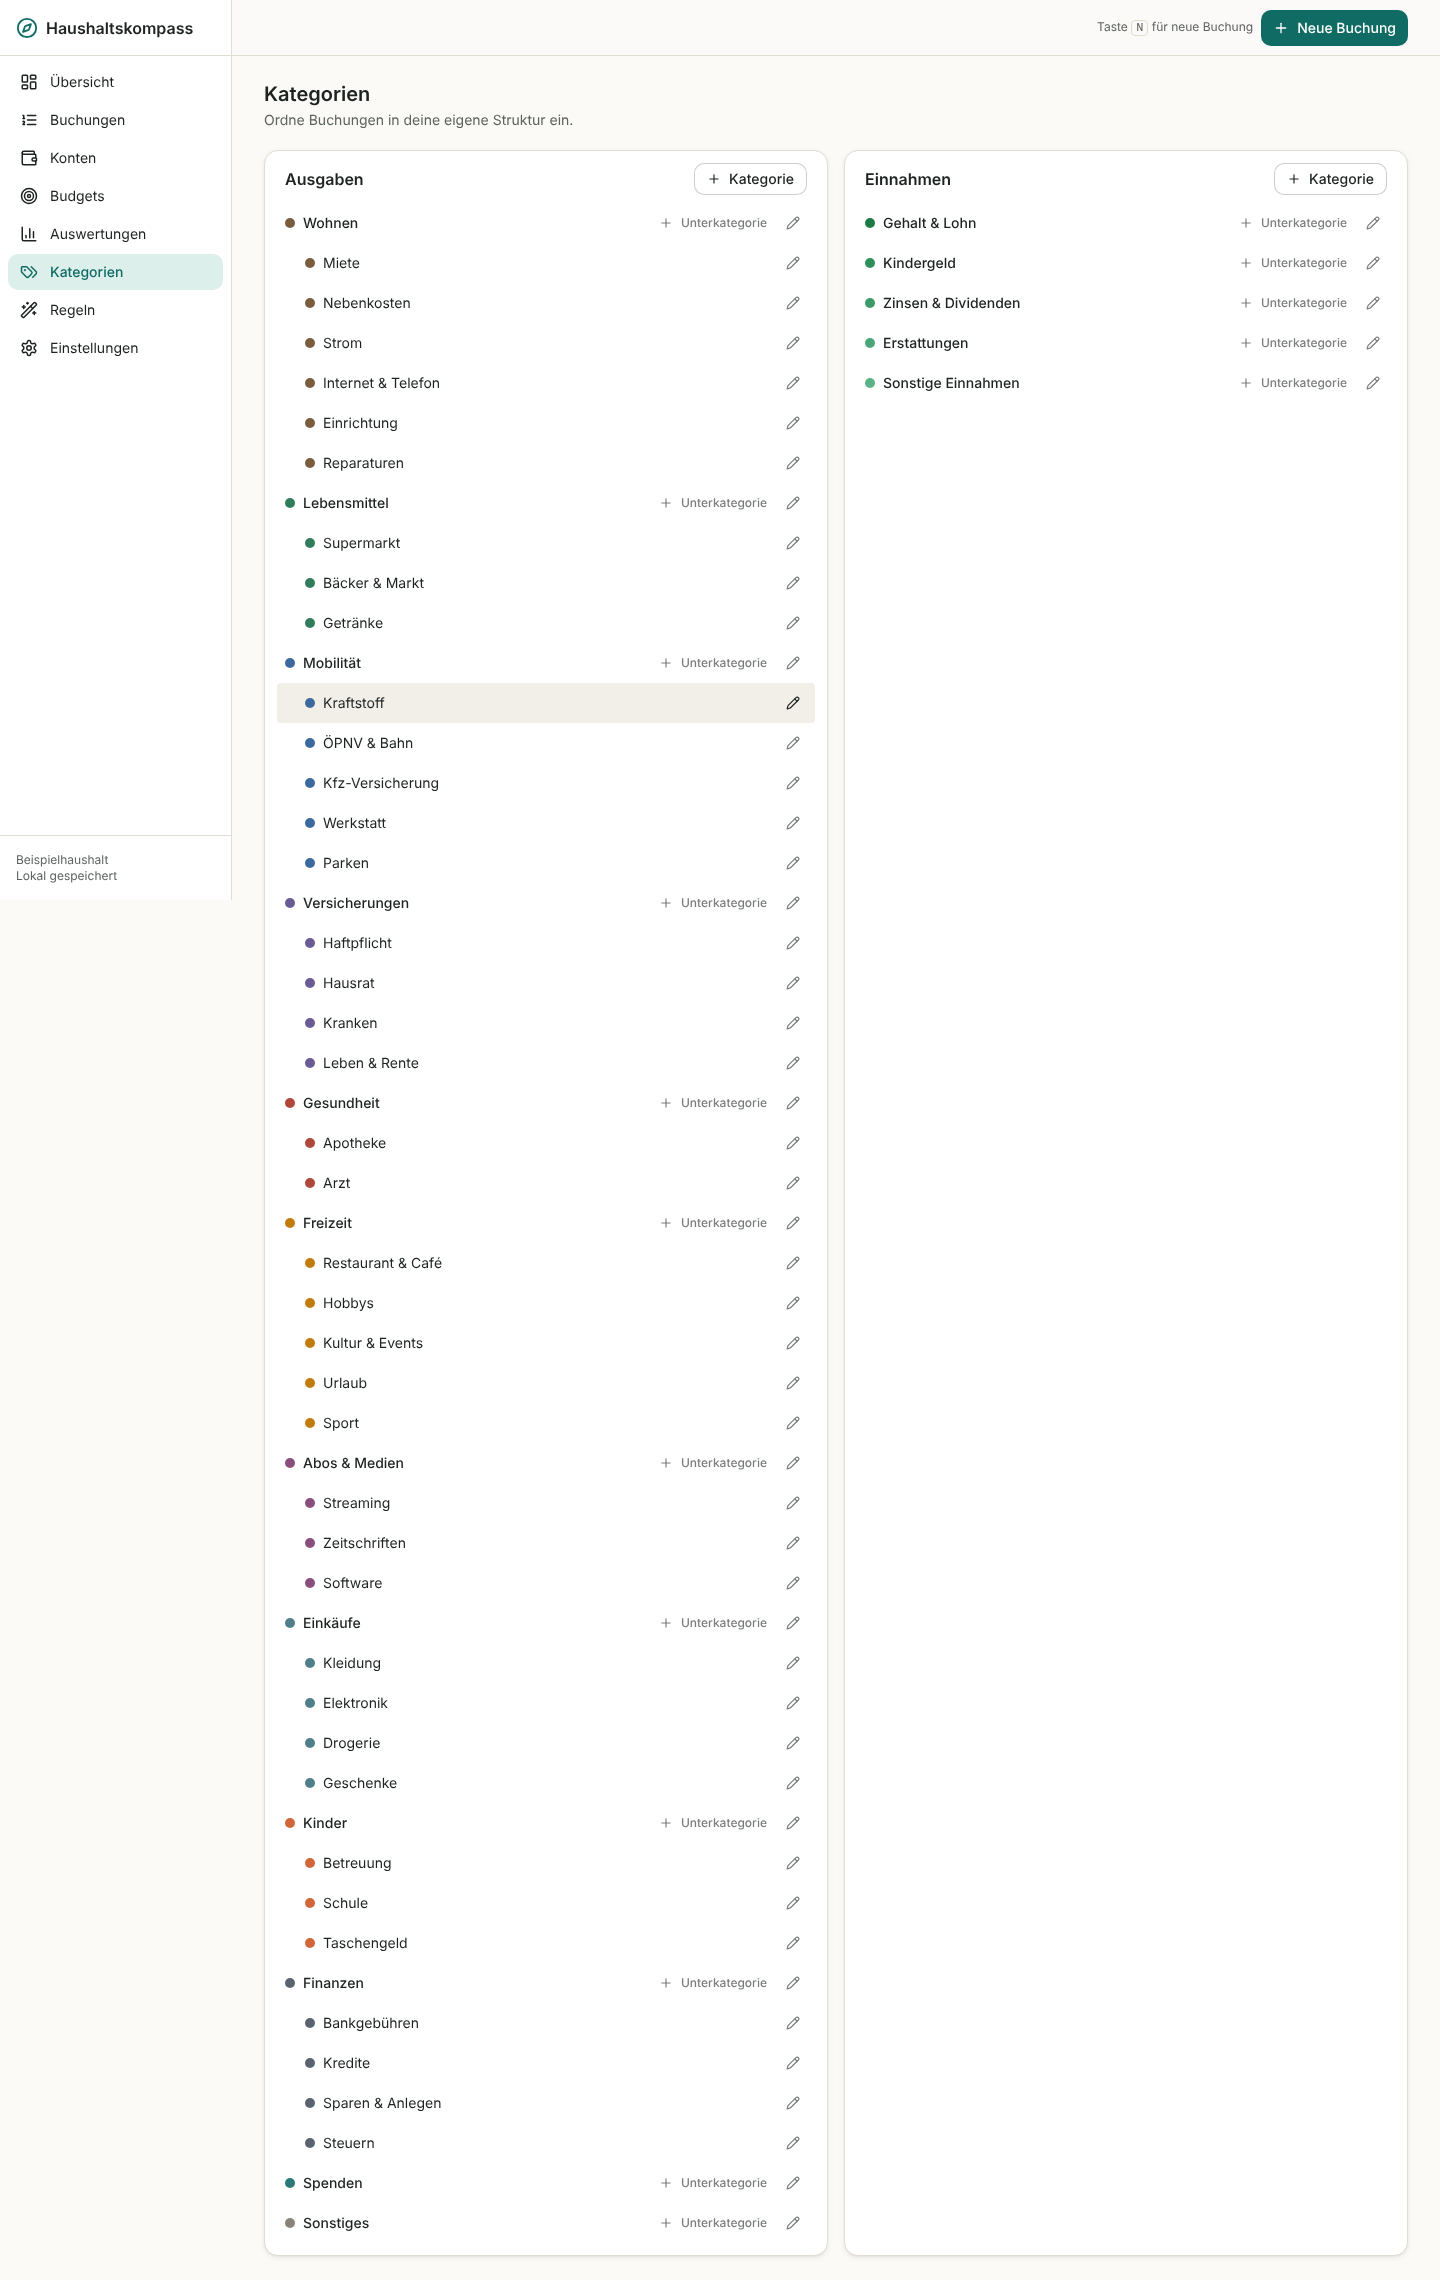 Haushaltskompass
Taste N für neue Buchung
Neue Buchung
Übersicht
Buchungen
Konten
Budgets
Auswertungen
Kategorien
Regeln
Einstellungen
Beispielhaushalt
Lokal gespeichert
Kategorien
Ordne Buchungen in deine eigene Struktur ein.
Ausgaben
Kategorie
Wohnen
Unterkategorie
Miete
Nebenkosten
Strom
Internet & Telefon
Einrichtung
Reparaturen
Lebensmittel
Unterkategorie
Supermarkt
Bäcker & Markt
Getränke
Mobilität
Unterkategorie
Kraftstoff
ÖPNV & Bahn
Kfz-Versicherung
Werkstatt
Parken
Versicherungen
Unterkategorie
Haftpflicht
Hausrat
Kranken
Leben & Rente
Gesundheit
Unterkategorie
Apotheke
Arzt
Freizeit
Unterkategorie
Restaurant & Café
Hobbys
Kultur & Events
Urlaub
Sport
Abos & Medien
Unterkategorie
Streaming
Zeitschriften
Software
Einkäufe
Unterkategorie
Kleidung
Elektronik
Drogerie
Geschenke
Kinder
Unterkategorie
Betreuung
Schule
Taschengeld
Finanzen
Unterkategorie
Bankgebühren
Kredite
Sparen & Anlegen
Steuern
Spenden
Unterkategorie
Sonstiges
Unterkategorie
Einnahmen
Kategorie
Gehalt & Lohn
Unterkategorie
Kindergeld
Unterkategorie
Zinsen & Dividenden
Unterkategorie
Erstattungen
Unterkategorie
Sonstige Einnahmen
Unterkategorie